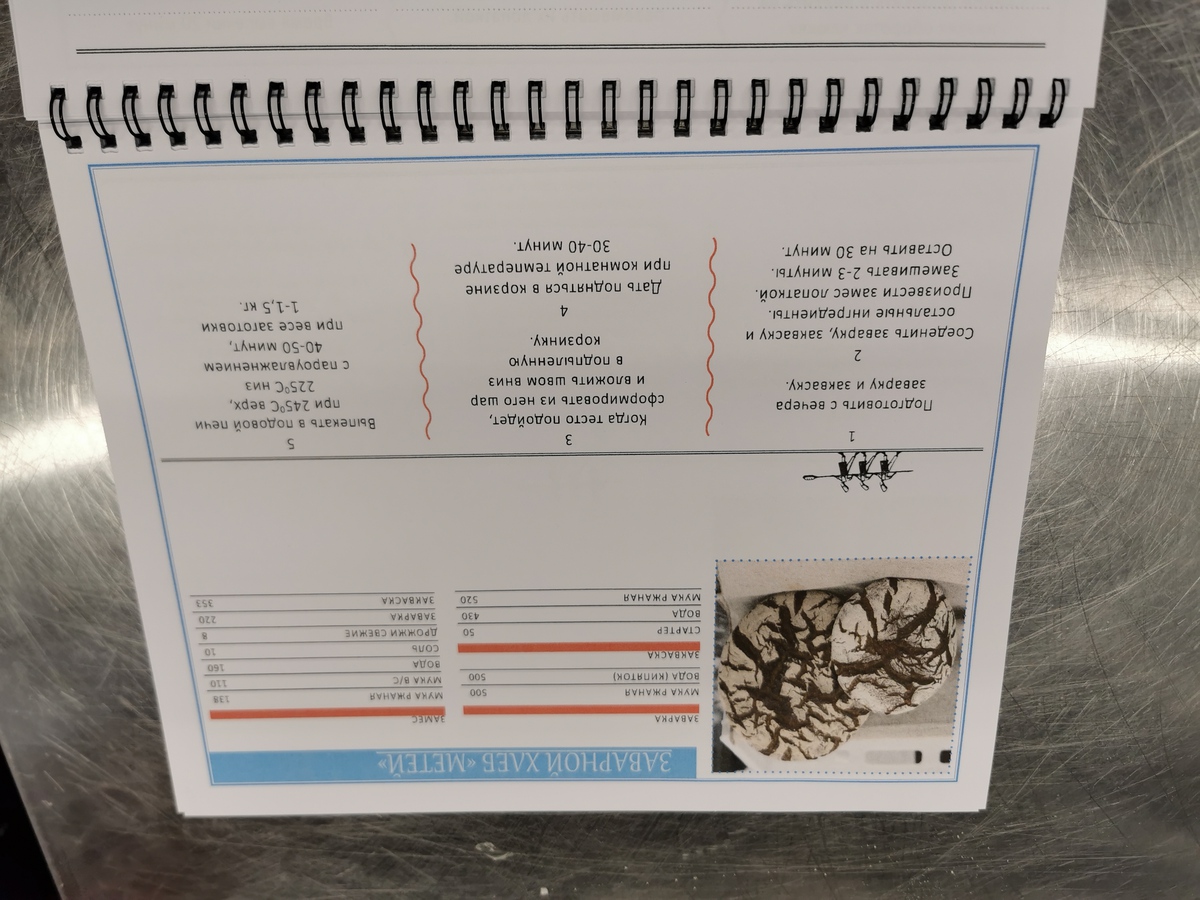 ЗАВАРНОЙ ХЛЕБ «МЕТЕЙ»
ЗАВАРКА
МУКА РЖАНАЯ 500
ВОДА (КИПЯТОК) 500
ЗАКВАСКА
СТАРТЕР 50
ВОДА 430
МУКА РЖАНАЯ 520
ЗАМЕС
МУКА РЖАНАЯ 138
МУКА В/С 110
ВОДА 160
СОЛЬ 10
ДРОЖЖИ СВЕЖИЕ 8
ЗАВАРКА 220
ЗАКВАСКА 353
1
Подготовить с вечера
заварку и закваску.
2
Соеденить заварку, закваску и
остальные ингредиенты.
Произвести замес лопаткой.
Замешивать 2-3 минуты.
Оставить на 30 минут.
3
Когда тесто подойдет,
сформировать из него шар
и вложить швом вниз
в подпыленную
корзинку.
4
Дать подняться в корзине
при комнатной температуре
30-40 минут.
5
Выпекать в подовой печи
при 245ºС верх,
225ºС низ
с пароувлажнением
40-50 минут,
при весе заготовки
1-1,5 кг.